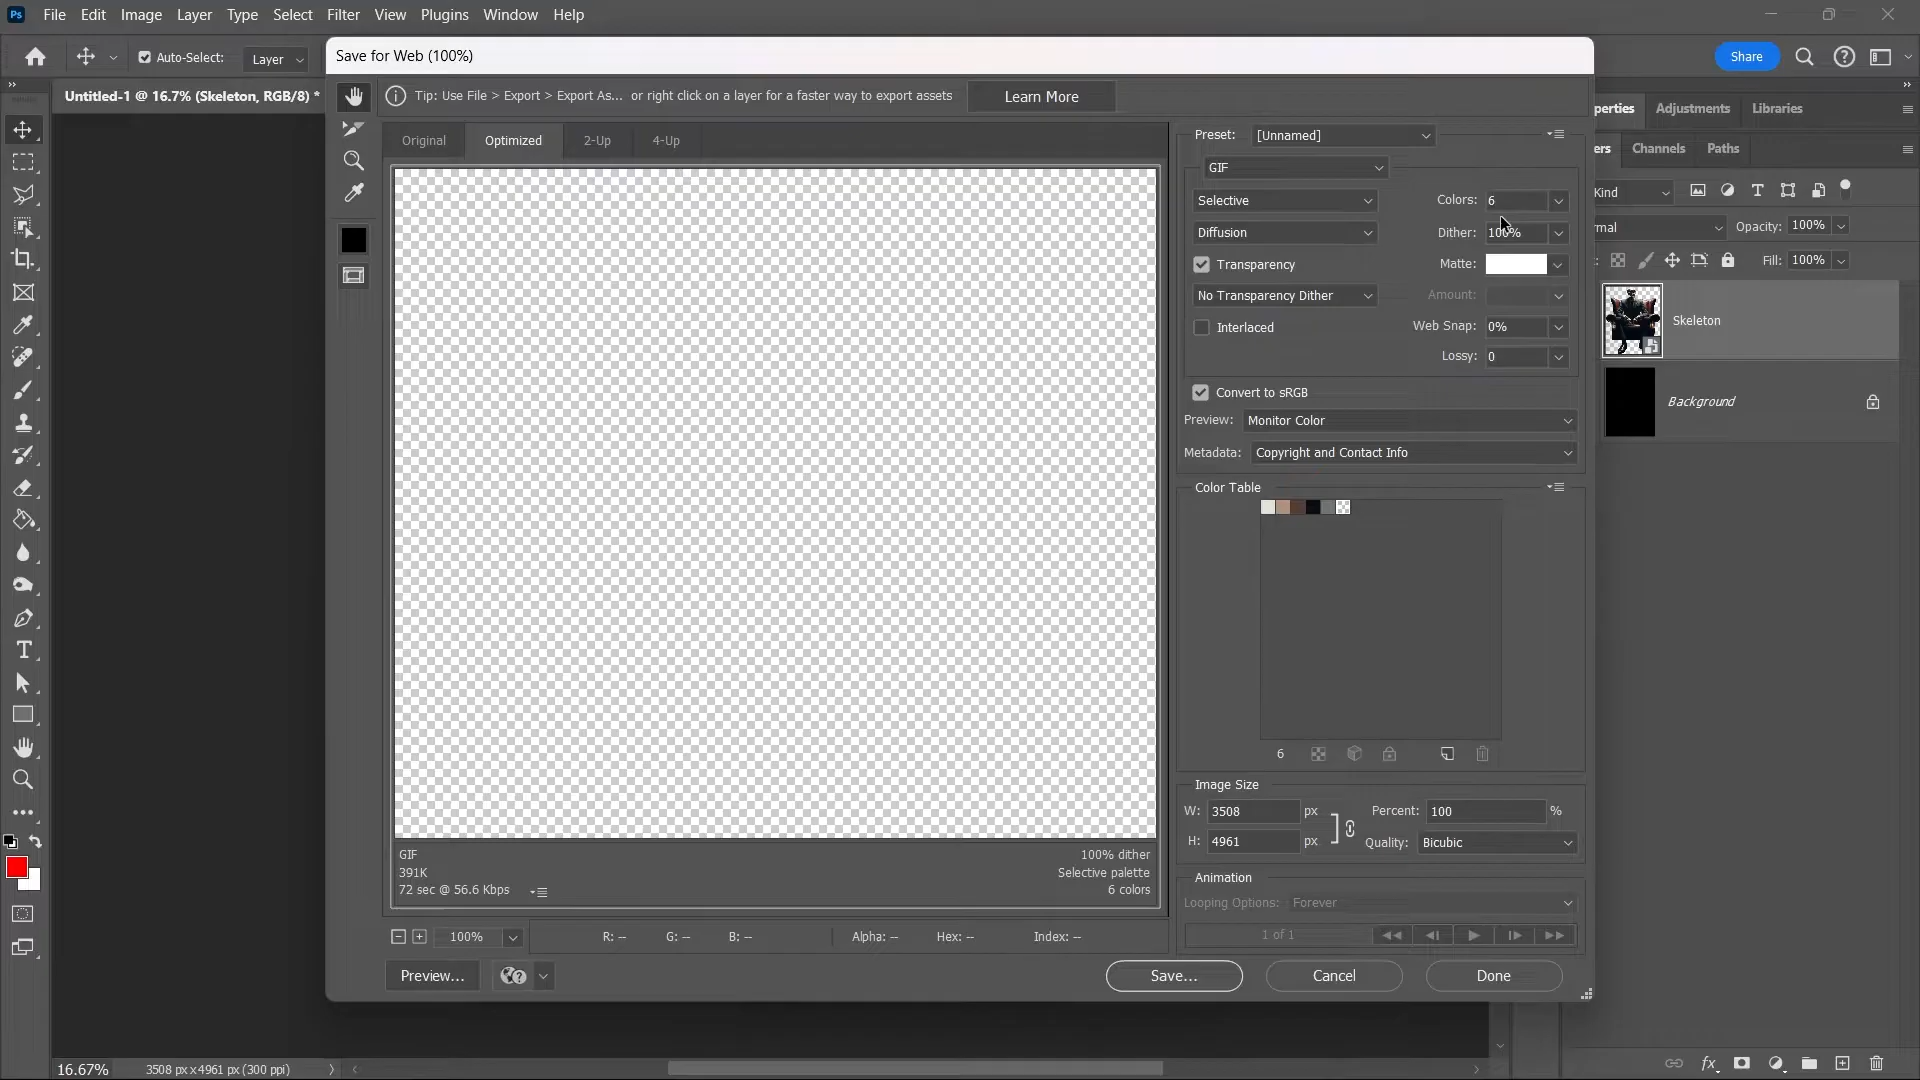 Ps File Edit Image Layer Type Select Filter View Plugins Window Help
Auto-Select: Layer
Share
Save for Web (100%)
Untitled-1 @ 16.7% (Skeleton, RGB/8) *
Tip: Use File > Export > Export As... or right click on a layer for a faster way to export assets
Learn More
Original Optimized 2-Up 4-Up
Preset: [Unnamed]
GIF
Selective Colors: 6
Diffusion Dither: 100%
Transparency Matte:
No Transparency Dither Amount:
Interlaced Web Snap: 0%
Lossy: 0
Convert to sRGB
Preview: Monitor Color
Metadata: Copyright and Contact Info
Color Table
6
Image Size
W: 3508 px Percent: 100 %
H: 4961 px Quality: Bicubic
Animation
Looping Options: Forever
1 of 1
GIF 100% dither
391K Selective palette
72 sec @ 56.6 Kbps 6 colors
100% R: -- G: -- B: -- Alpha: -- Hex: -- Index: --
Preview... Save... Cancel Done
perties Adjustments Libraries
ers Channels Paths
Kind
mal Opacity: 100%
Fill: 100%
Skeleton
Background
fx
16.67% 3508 px x 4961 px (300 ppi)